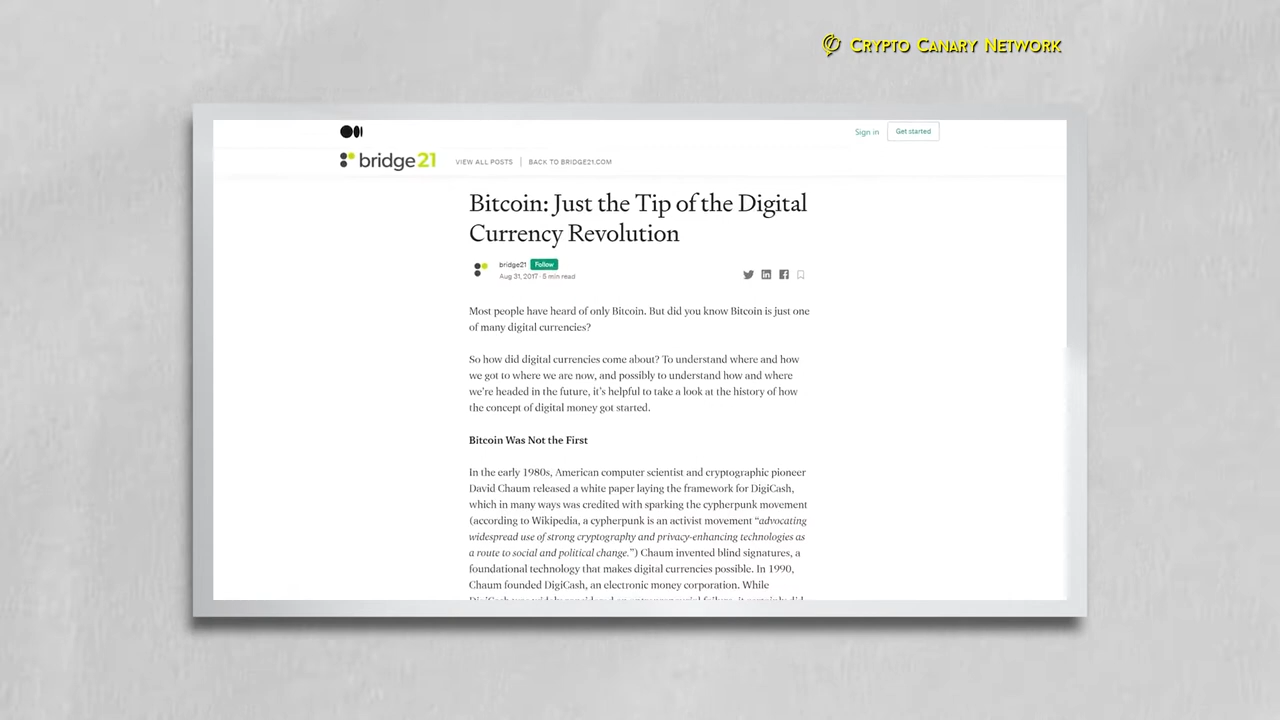 Crypto Canary Network
Sign in
Get started
bridge21
VIEW ALL POSTS
BACK TO BRIDGE21.COM
Bitcoin: Just the Tip of the Digital
Currency Revolution
bridge21 Follow
Aug 31, 2017 · 5 min read
Most people have heard of only Bitcoin. But did you know Bitcoin is just one
of many digital currencies?
So how did digital currencies come about? To understand where and how
we got to where we are now, and possibly to understand how and where
we're headed in the future, it's helpful to take a look at the history of how
the concept of digital money got started.
Bitcoin Was Not the First
In the early 1980s, American computer scientist and cryptographic pioneer
David Chaum released a white paper laying the framework for DigiCash,
which in many ways was credited with sparking the cypherpunk movement
(according to Wikipedia, a cypherpunk is an activist movement "advocating
widespread use of strong cryptography and privacy-enhancing technologies as
a route to social and political change.") Chaum invented blind signatures, a
foundational technology that makes digital currencies possible. In 1990,
Chaum founded DigiCash, an electronic money corporation. While